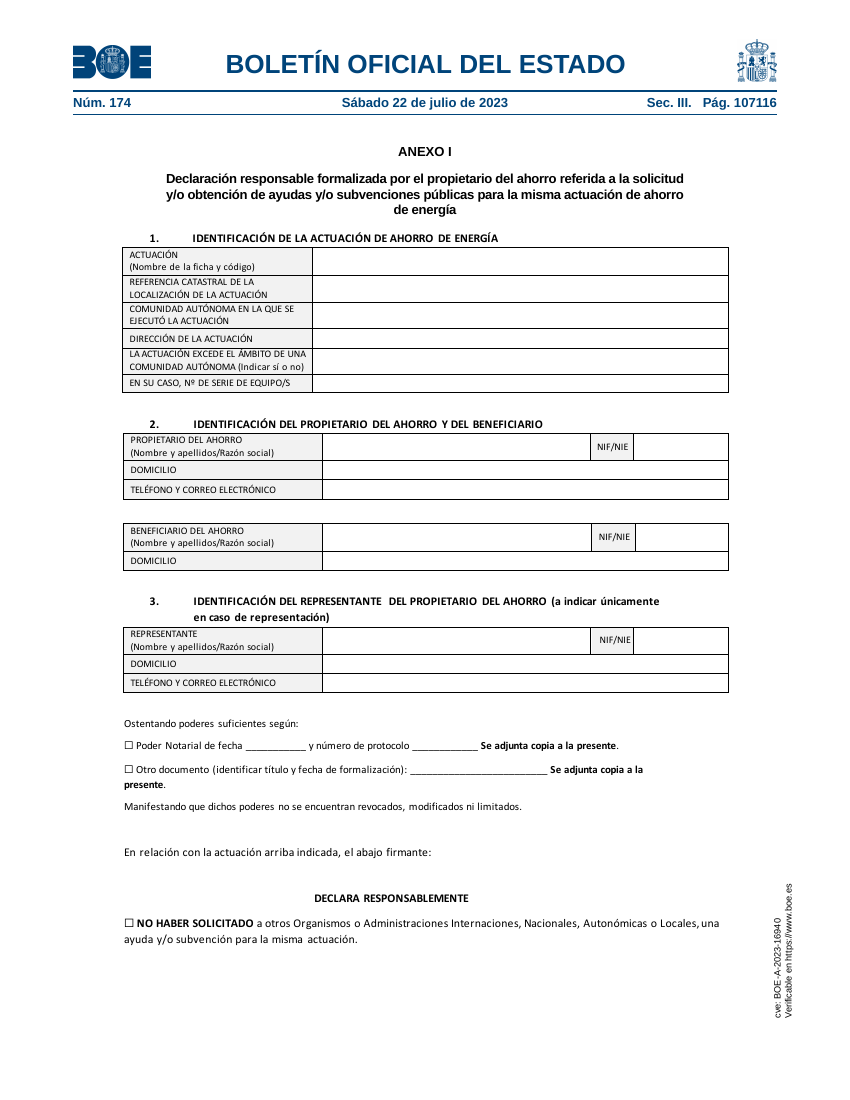 BOE
BOLETÍN OFICIAL DEL ESTADO
Núm. 174 Sábado 22 de julio de 2023 Sec. III. Pág. 107116
ANEXO I
Declaración responsable formalizada por el propietario del ahorro referida a la solicitud
y/o obtención de ayudas y/o subvenciones públicas para la misma actuación de ahorro
de energía
1. IDENTIFICACIÓN DE LA ACTUACIÓN DE AHORRO DE ENERGÍA
ACTUACIÓN
(Nombre de la ficha y código)
REFERENCIA CATASTRAL DE LA
LOCALIZACIÓN DE LA ACTUACIÓN
COMUNIDAD AUTÓNOMA EN LA QUE SE
EJECUTÓ LA ACTUACIÓN
DIRECCIÓN DE LA ACTUACIÓN
LA ACTUACIÓN EXCEDE EL ÁMBITO DE UNA
COMUNIDAD AUTÓNOMA (Indicar sí o no)
EN SU CASO, Nº DE SERIE DE EQUIPO/S
2. IDENTIFICACIÓN DEL PROPIETARIO DEL AHORRO Y DEL BENEFICIARIO
PROPIETARIO DEL AHORRO
(Nombre y apellidos/Razón social)
NIF/NIE
DOMICILIO
TELÉFONO Y CORREO ELECTRÓNICO
BENEFICIARIO DEL AHORRO
(Nombre y apellidos/Razón social)
NIF/NIE
DOMICILIO
3. IDENTIFICACIÓN DEL REPRESENTANTE DEL PROPIETARIO DEL AHORRO (a indicar únicamente
en caso de representación)
REPRESENTANTE
(Nombre y apellidos/Razón social)
NIF/NIE
DOMICILIO
TELÉFONO Y CORREO ELECTRÓNICO
Ostentando poderes suficientes según:
☐ Poder Notarial de fecha ___________ y número de protocolo ____________ Se adjunta copia a la presente.
☐ Otro documento (identificar título y fecha de formalización): _________________________ Se adjunta copia a la
presente.
Manifestando que dichos poderes no se encuentran revocados, modificados ni limitados.
En relación con la actuación arriba indicada, el abajo firmante:
DECLARA RESPONSABLEMENTE
☐ NO HABER SOLICITADO a otros Organismos o Administraciones Internaciones, Nacionales, Autonómicas o Locales, una
ayuda y/o subvención para la misma actuación.
cve: BOE-A-2023-16940
Verificable en https://www.boe.es